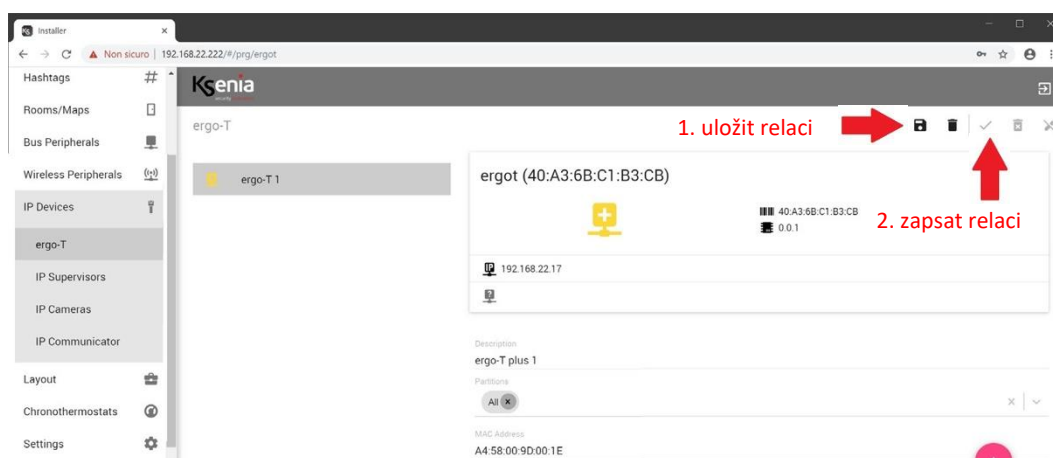 Installer
Non sicuro | 192.168.22.222/#/prg/ergot
Hashtags
Ksenia
Rooms/Maps
ergo-T
1. uložit relaci
Bus Peripherals
Wireless Peripherals
ergo-T 1
ergot (40:A3:6B:C1:B3:CB)
IP Devices
40:A3:6B:C1:B3:CB
0.0.1
2. zapsat relaci
ergo-T
IP
192.168.22.17
IP Supervisors
IP Cameras
IP Communicator
Description
ergo-T plus 1
Layout
Partitions
All
Chronothermostats
MAC Address
Settings
A4:58:00:9D:00:1E